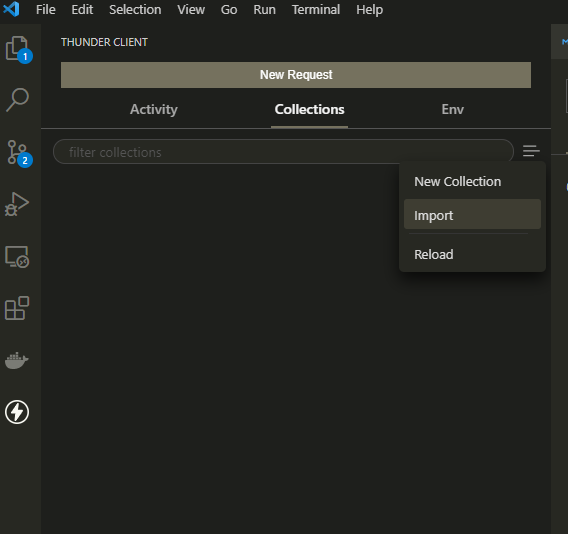 File Edit Selection View Go Run Terminal Help
THUNDER CLIENT
1
New Request
Activity Collections Env
filter collections
2
New Collection
Import
Reload